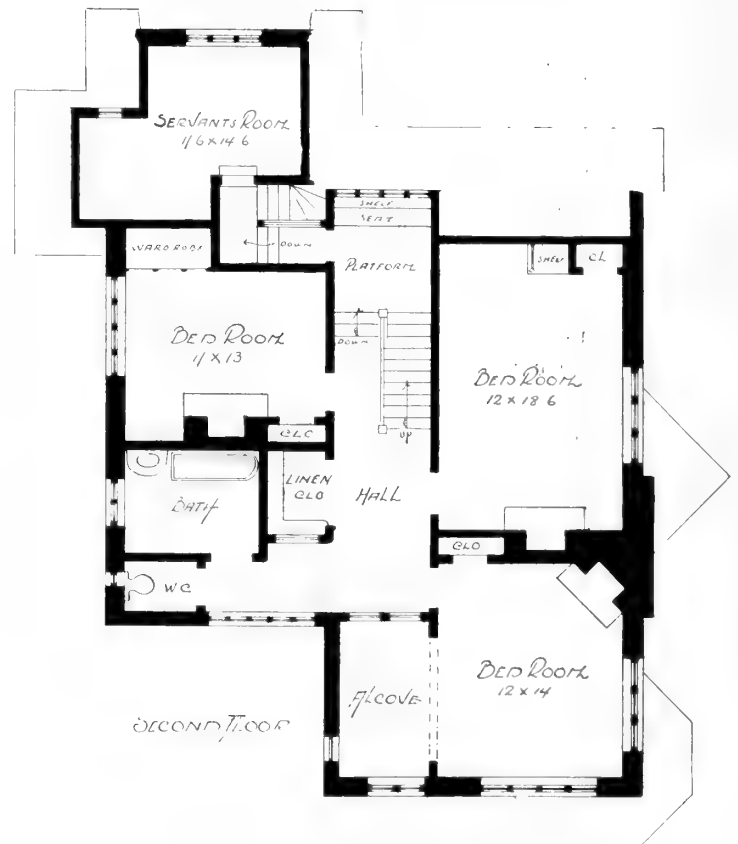 SERVANTS ROOM
11 6 X 14 6
SHELF
SEAT
WARDROOF
DOWN
PLATFORM
SHELF
CL
BED ROOM
11 X 13
DOWN
BED ROOM
12 X 18 6
UP
CLO
LINEN
CLO
HALL
BATH
CLO
WC
BED ROOM
12 X 14
ALCOVE
SECOND FLOOR